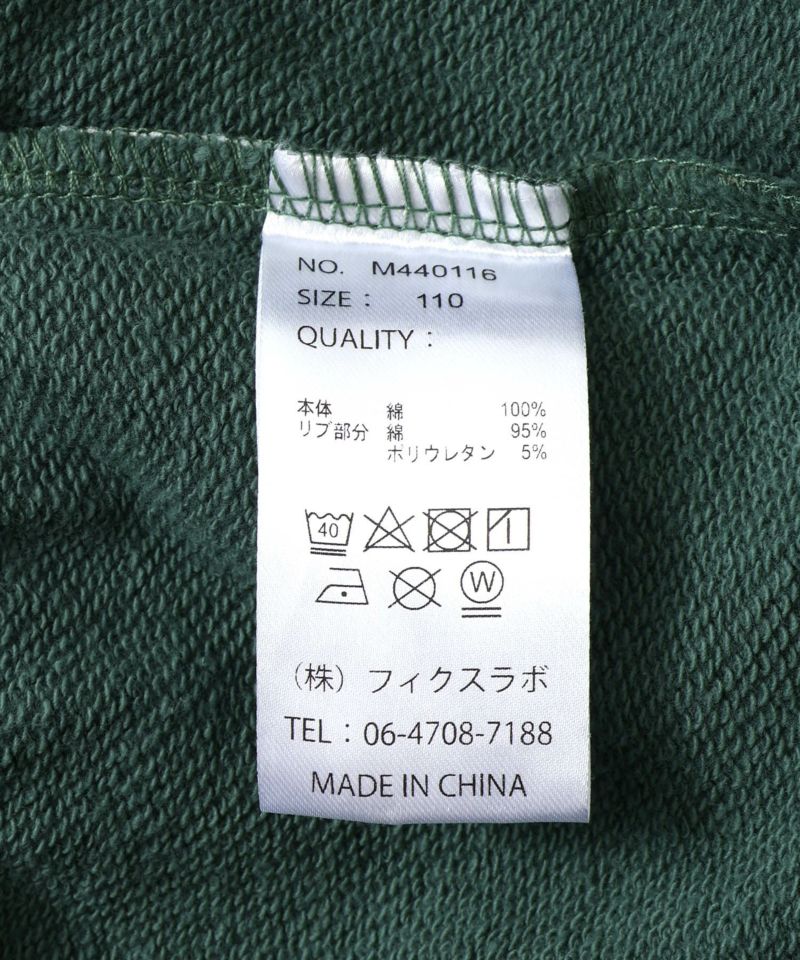 NO. M440116
SIZE : 110
QUALITY :
本体 綿 100%
リブ部分 綿 95%
ポリウレタン 5%
40
W
（株）フィクスラボ
TEL : 06-4708-7188
MADE IN CHINA